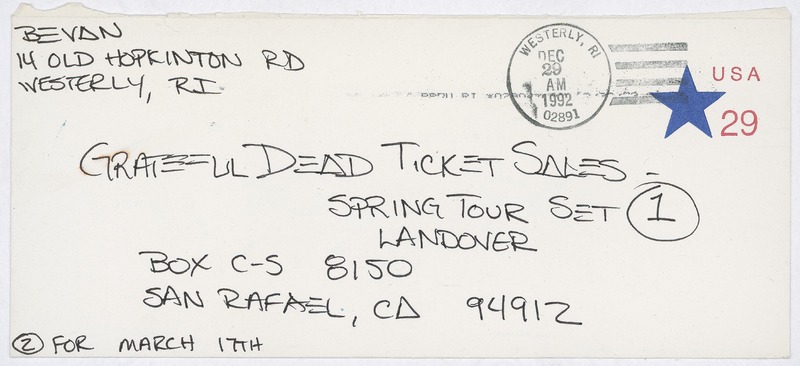 BEVAN
14 OLD HOPKINTON RD
WESTERLY, R.I.
WESTERLY, RI
DEC
29
AM
1992
02891
USA
29
GRATEFUL DEAD TICKET SALES -
SPRING TOUR SET 1
LANDOVER
BOX C-S 8150
SAN RAFAEL, CA 94912
2 FOR MARCH 17TH